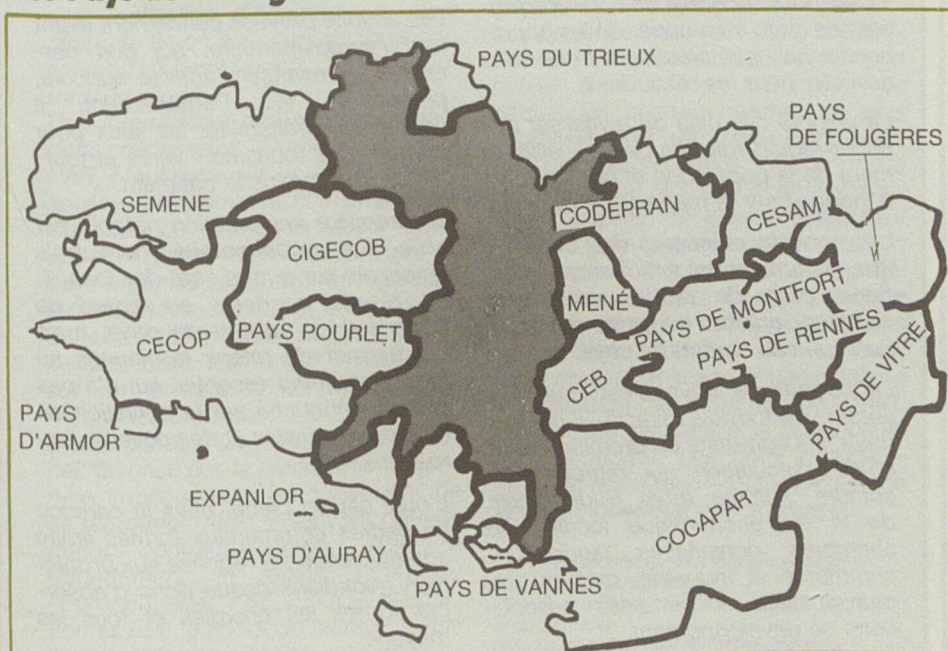 PAYS DU TRIEUX
PAYS
DE FOUGÈRES
SEMENE
CODEPRAN
CESAM
CIGECOB
MENÉ
PAYS DE MONTFORT
CECOP
PAYS POURLET
PAYS DE RENNES
CEB
PAYS DE VITRÉ
PAYS
D'ARMOR
EXPANLOR
COCAPAR
PAYS D'AURAY
PAYS DE VANNES